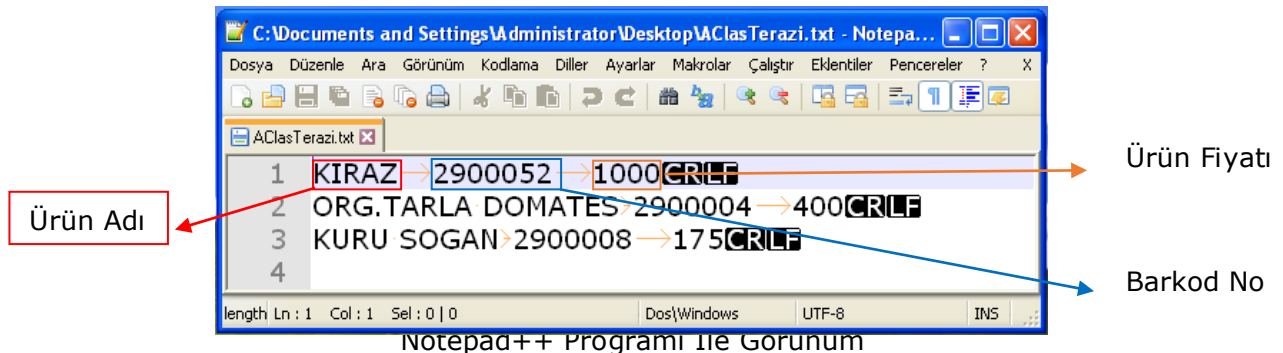 C:\Documents and Settings\Administrator\Desktop\AClasTerazi.txt - Notepa...
Dosya Düzenle Ara Görünüm Kodlama Diller Ayarlar Makrolar Çalıştır Eklentiler Pencereler ? X
AClasTerazi.txt
1 KIRAZ 2900052 1000CRLF
Ürün Fiyatı
2 ORG.TARLA DOMATES 2900004 400CRLF
Ürün Adı
3 KURU SOGAN 2900008 175CRLF
4
Barkod No
length Ln : 1 Col : 1 Sel : 0 | 0 Dos\Windows UTF-8 INS
Notepad++ Programı İle Görünüm